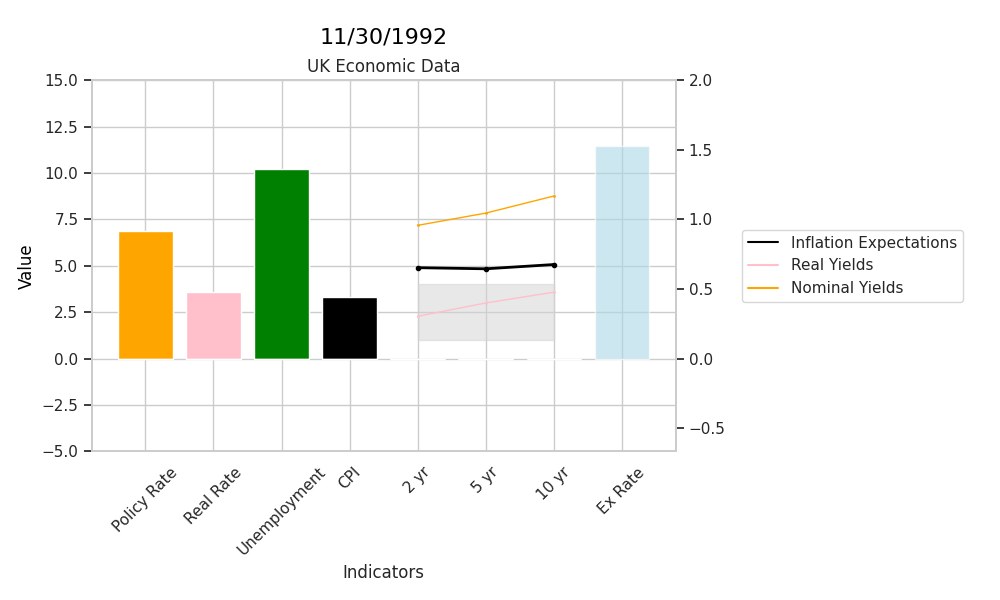 11/30/1992
UK Economic Data
15.0
12.5
10.0
7.5
5.0
2.5
0.0
−2.5
−5.0
Value
2.0
1.5
1.0
0.5
0.0
−0.5
Inflation Expectations
Real Yields
Nominal Yields
Policy Rate
Real Rate
Unemployment
CPI
2 yr
5 yr
10 yr
Ex Rate
Indicators